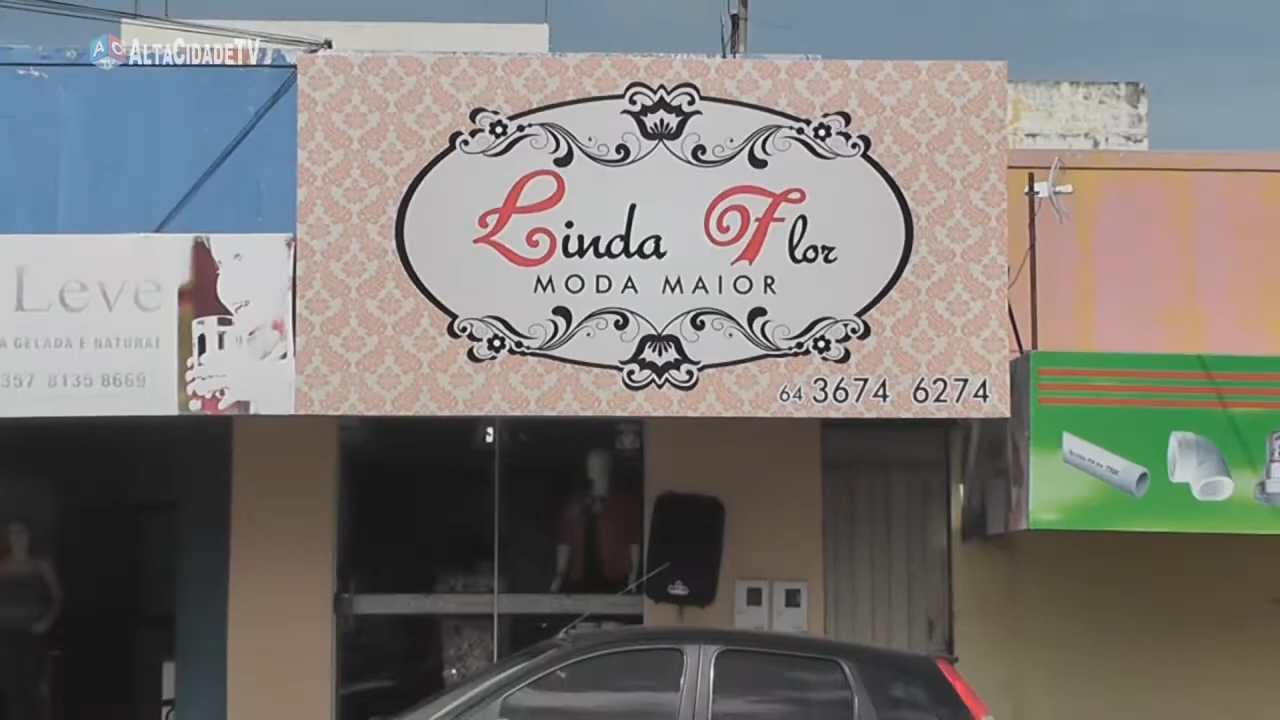 ALTACIDADETV
Linda Flor
MODA MAIOR
64 3674 6274
Leve
A GELADA E NATURAL
357 8135 8669